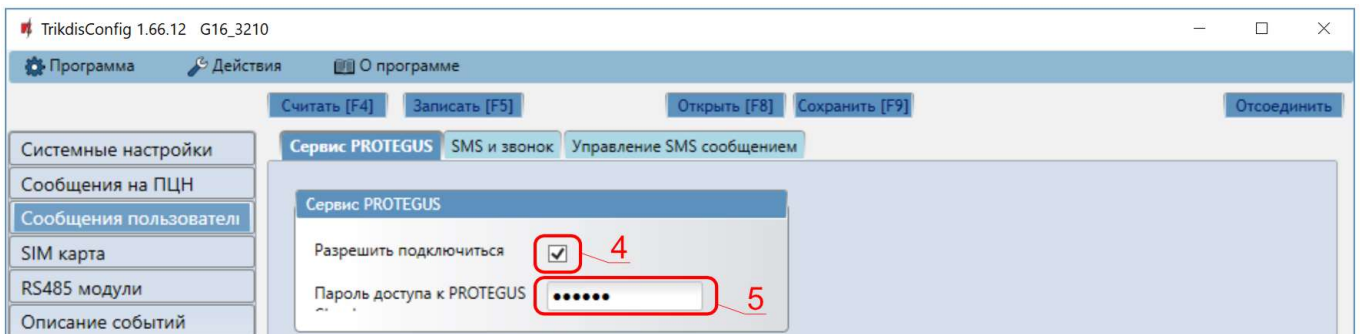 TrikdisConfig 1.66.12 G16_3210
Программа Действия О программе
Считать [F4] Записать [F5] Открыть [F8] Сохранить [F9] Отсоединить
Системные настройки
Сообщения на ПЦН
Сообщения пользовател
SIM карта
RS485 модули
Описание событий
Сервис PROTEGUS SMS и звонок Управление SMS сообщением
Сервис PROTEGUS
Разрешить подключиться
4
Пароль доступа к PROTEGUS
●●●●●●
5